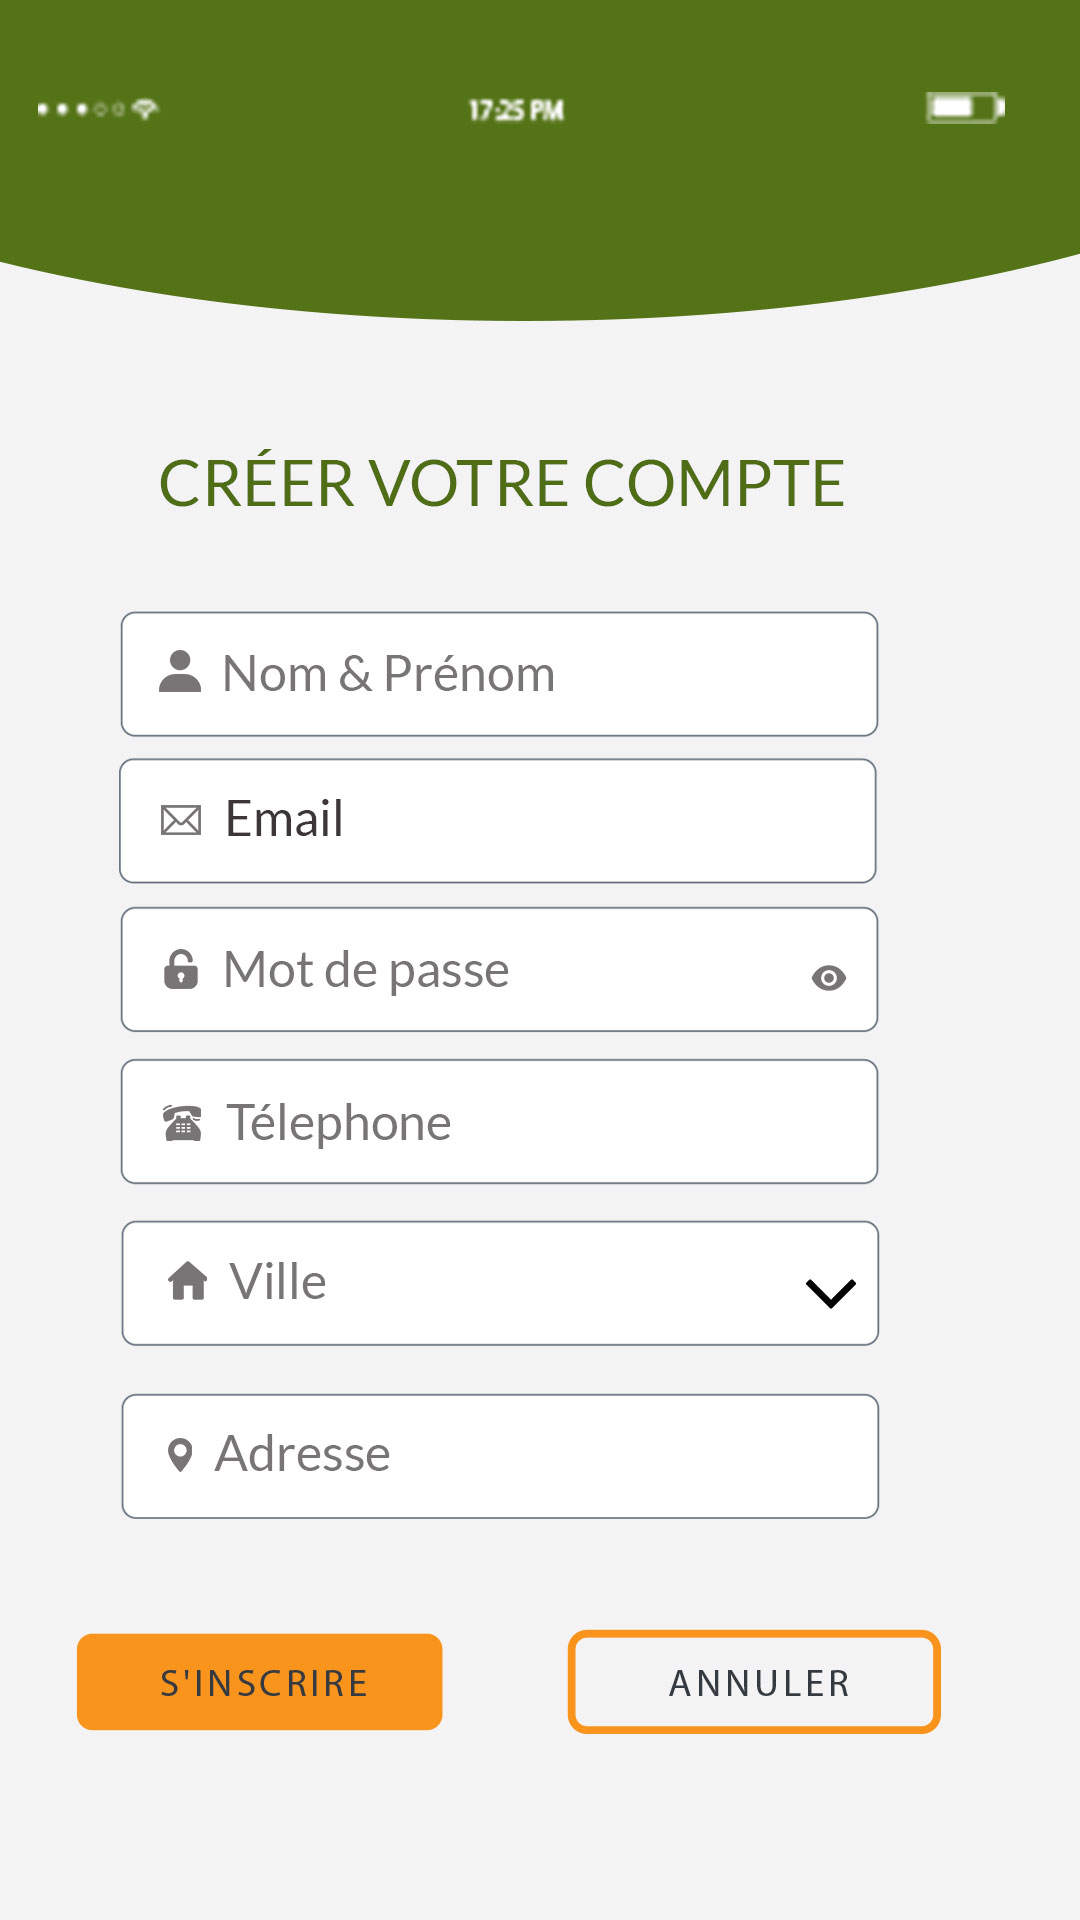 17:25 PM
CRÉER VOTRE COMPTE
Nom & Prénom
Email
Mot de passe
Télephone
Ville
Adresse
S'INSCRIRE
ANNULER